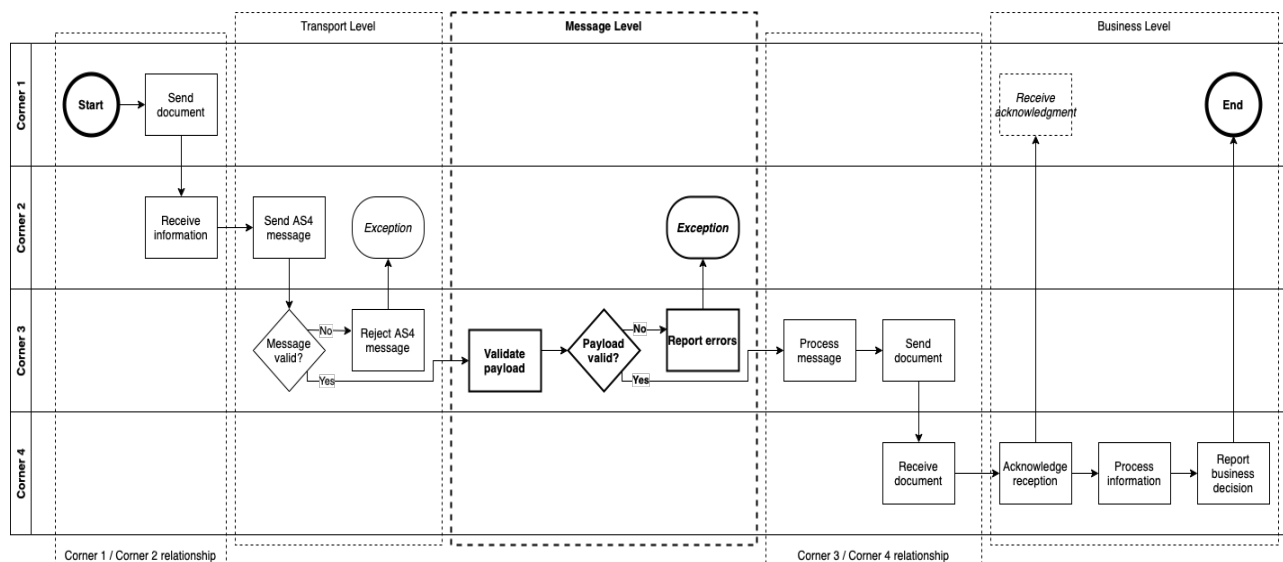 Transport Level
Message Level
Business Level
Corner 1
Start
Send
document
Receive
acknowledgment
End
Corner 2
Receive
information
Send AS4
message
Exception
Exception
Corner 3
Message
valid?
No
Yes
Reject AS4
message
Validate
payload
Payload
valid?
No
Yes
Report errors
Process
message
Send
document
Corner 4
Receive
document
Acknowledge
reception
Process
information
Report
business
decision
Corner 1 / Corner 2 relationship
Corner 3 / Corner 4 relationship